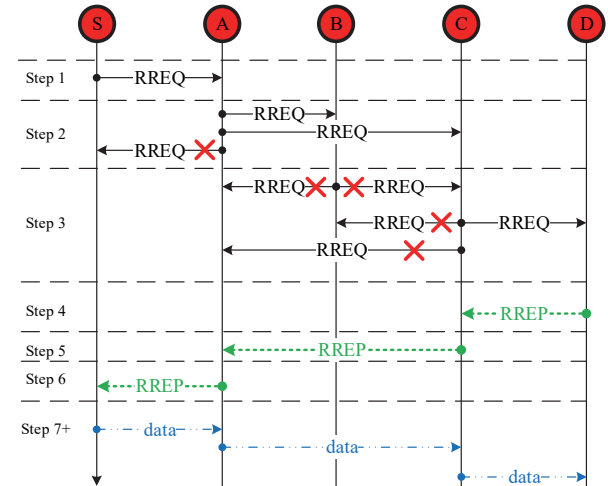 S A B C D
Step 1 RREQ
RREQ
Step 2 RREQ
RREQ
RREQ RREQ
Step 3 RREQ RREQ
RREQ
Step 4 RREP
Step 5 RREP
Step 6 RREP
Step 7+ data
data
data